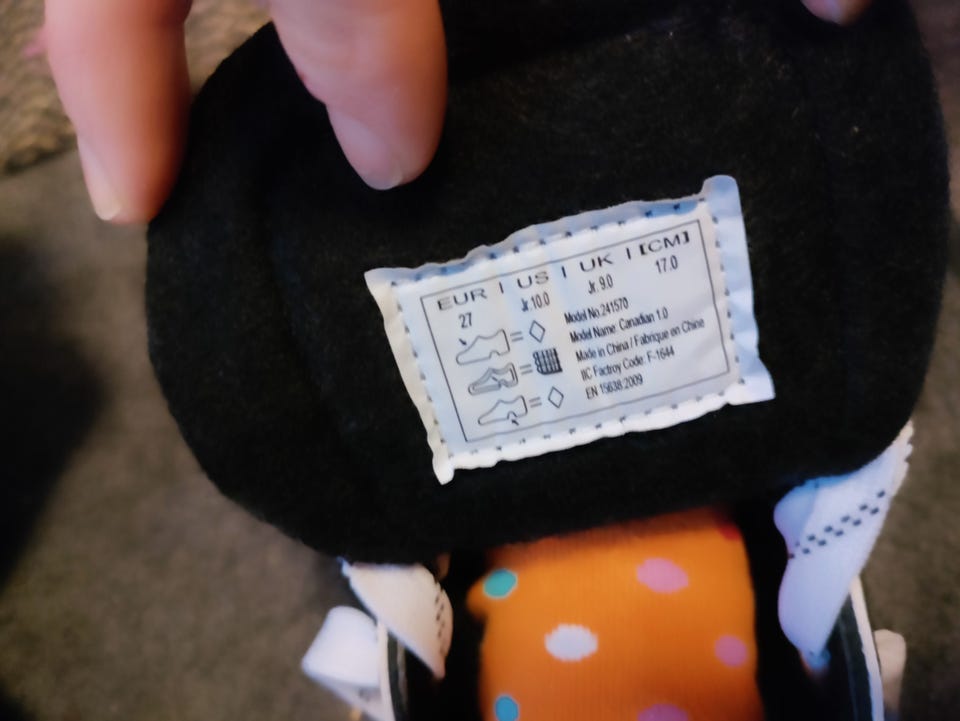 EUR | US | UK | [CM]
27 Jr.10.0 Jr. 9.0 17.0
Model No.241570
Model Name: Canadian 1.0
Made in China / Fabrique en Chine
IIC Factroy Code: F-1644
EN 15638:2009